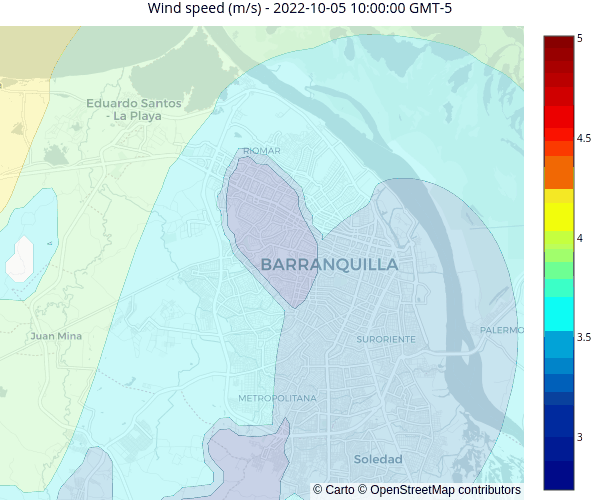 Wind speed (m/s) - 2022-10-05 10:00:00 GMT-5
5
Eduardo Santos
- La Playa
4.5
RIOMAR
4
BARRANQUILLA
PALERMO
Juan Mina
SURORIENTE
3.5
METROPOLITANA
3
Soledad
© Carto © OpenStreetMap contributors